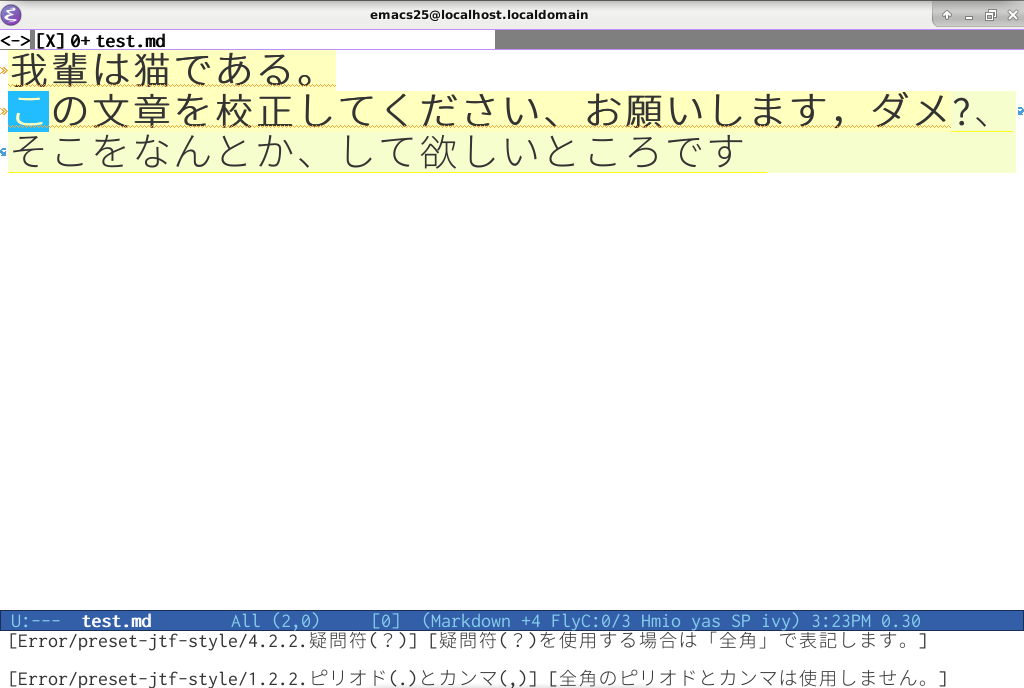 emacs25@localhost.localdomain
<->[X] 0+ test.md
我輩は猫である。
この文章を校正してください、お願いします，ダメ?、
そこをなんとか、して欲しいところです
U:--- test.md All (2,0) [0] (Markdown +4 FlyC:0/3 Hmio yas SP ivy) 3:23PM 0.30
[Error/preset-jtf-style/4.2.2.疑問符(？)] [疑問符(？)を使用する場合は「全角」で表記します。]
[Error/preset-jtf-style/1.2.2.ピリオド(.)とカンマ(,)] [全角のピリオドとカンマは使用しません。]